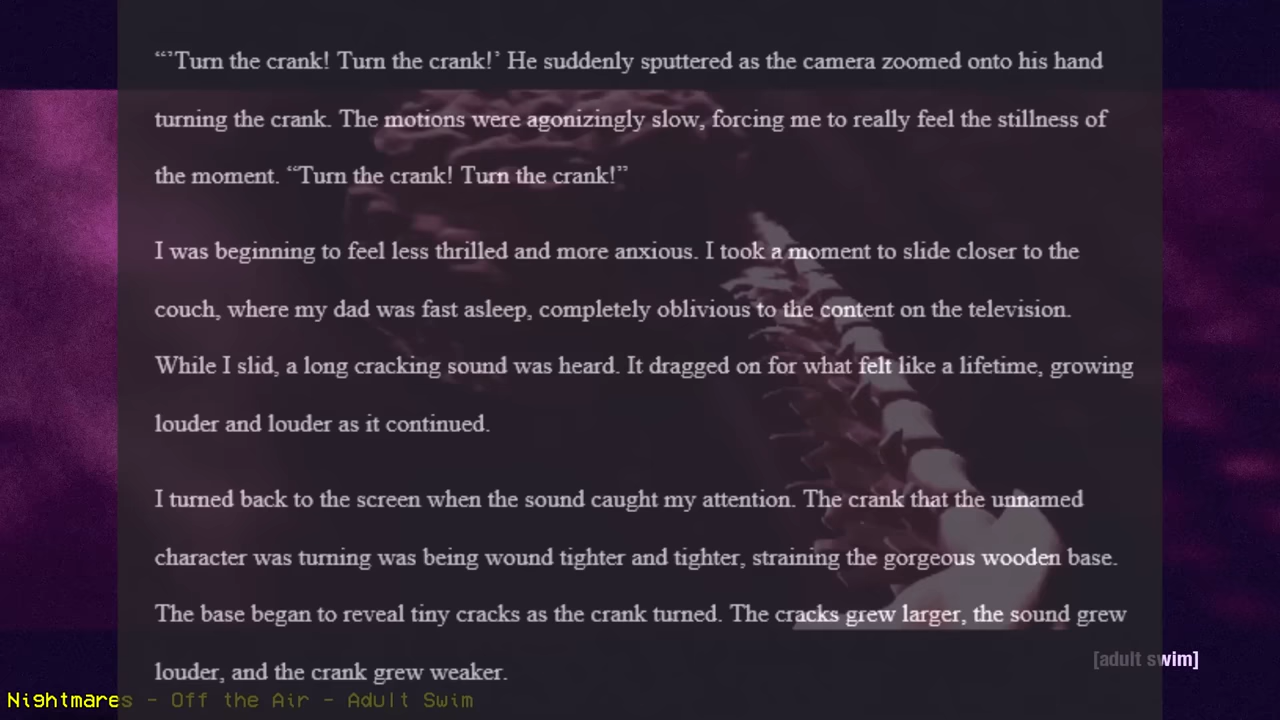 “’Turn the crank! Turn the crank!’ He suddenly sputtered as the camera zoomed onto his hand
turning the crank. The motions were agonizingly slow, forcing me to really feel the stillness of
the moment. “Turn the crank! Turn the crank!”
I was beginning to feel less thrilled and more anxious. I took a moment to slide closer to the
couch, where my dad was fast asleep, completely oblivious to the content on the television.
While I slid, a long cracking sound was heard. It dragged on for what felt like a lifetime, growing
louder and louder as it continued.
I turned back to the screen when the sound caught my attention. The crank that the unnamed
character was turning was being wound tighter and tighter, straining the gorgeous wooden base.
The base began to reveal tiny cracks as the crank turned. The cracks grew larger, the sound grew
louder, and the crank grew weaker.
[adult swim]
Nightmares - Off the Air - Adult Swim